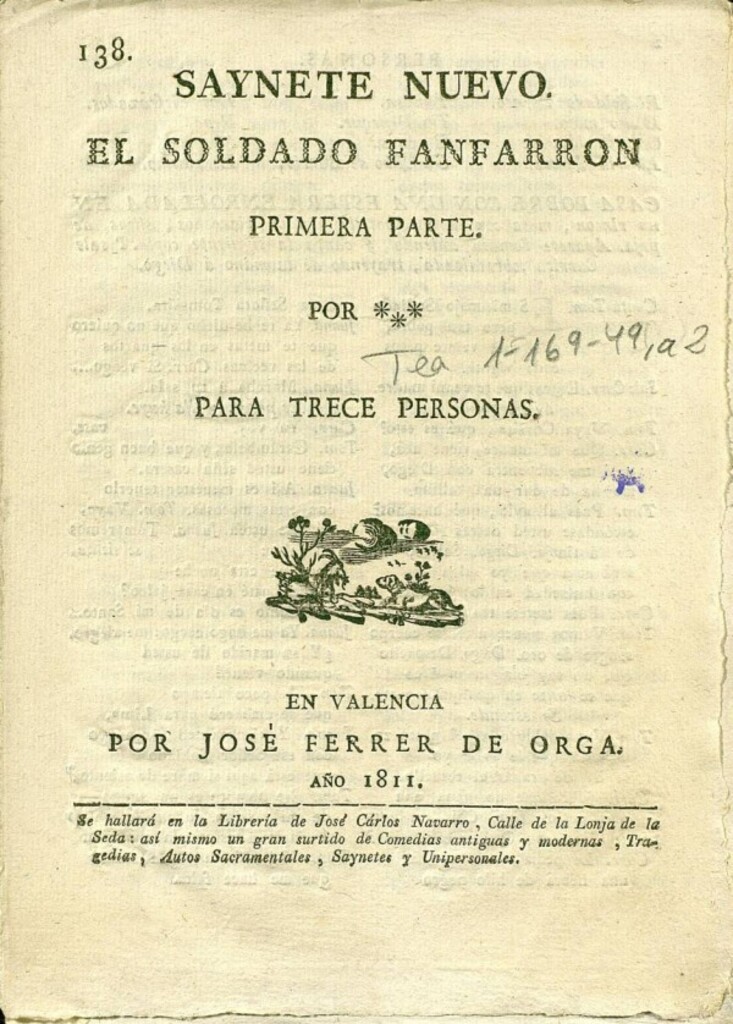 138.
SAYNETE NUEVO.
EL SOLDADO FANFARRON
PRIMERA PARTE.
POR ***
Tea 1-169-49, a 2
PARA TRECE PERSONAS.
EN VALENCIA
POR JOSÉ FERRER DE ORGA.
AÑO 1811.
Se hallará en la Librería de José Cárlos Navarro, Calle de la Lonja de la
Seda: así mismo un gran surtido de Comedias antiguas y modernas, Tra-
gedias, Autos Sacramentales, Saynetes y Unipersonales.